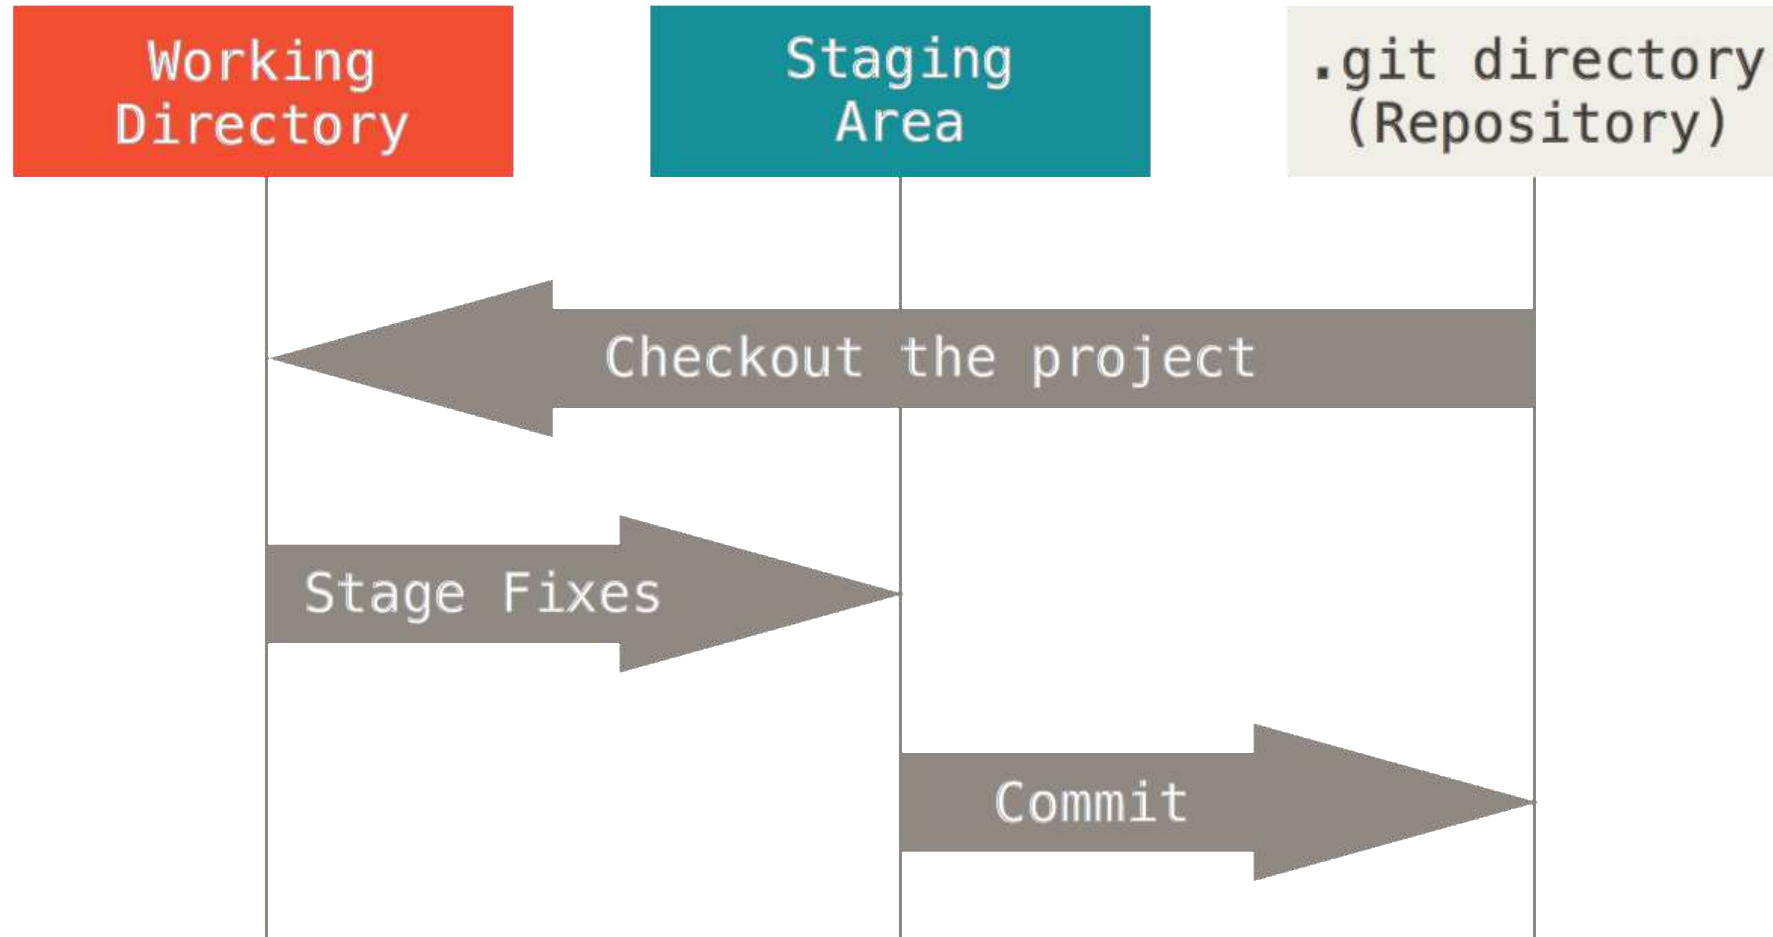 Working
Directory
Staging
Area
.git directory
(Repository)
Checkout the project
Stage Fixes
Commit